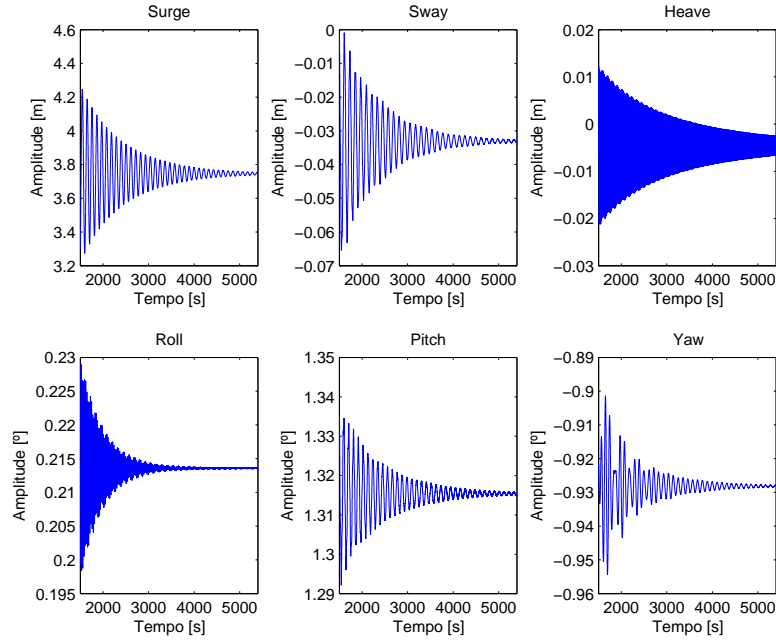 Surge
Sway
Heave
4.6
4.4
4.2
4
3.8
3.6
3.4
3.2
Amplitude [m]
2000 3000 4000 5000
Tempo [s]
0
−0.01
−0.02
−0.03
−0.04
−0.05
−0.06
−0.07
Amplitude [m]
2000 3000 4000 5000
Tempo [s]
0.02
0.01
0
−0.01
−0.02
−0.03
Amplitude [m]
2000 3000 4000 5000
Tempo [s]
Roll
Pitch
Yaw
0.23
0.225
0.22
0.215
0.21
0.205
0.2
0.195
Amplitude [º]
2000 3000 4000 5000
Tempo [s]
1.35
1.34
1.33
1.32
1.31
1.3
1.29
Amplitude [º]
2000 3000 4000 5000
Tempo [s]
−0.89
−0.9
−0.91
−0.92
−0.93
−0.94
−0.95
−0.96
Amplitude [º]
2000 3000 4000 5000
Tempo [s]